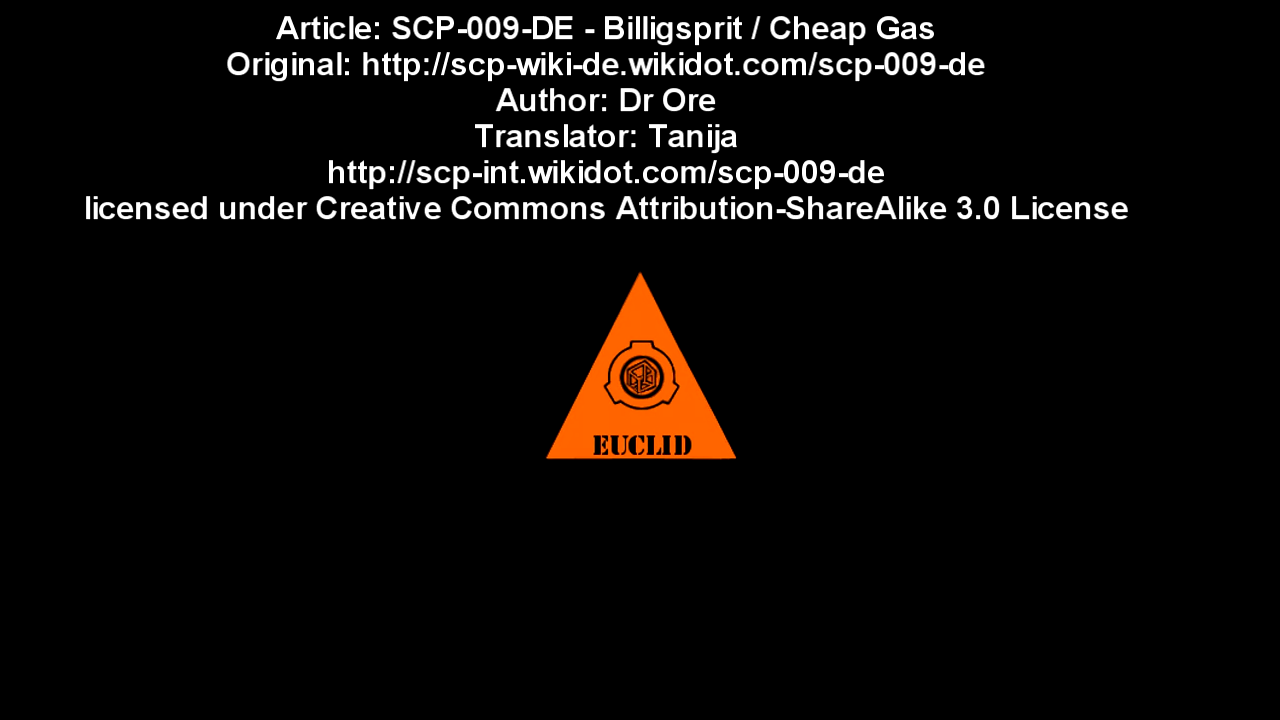 Article: SCP-009-DE - Billigsprit / Cheap Gas
Original: http://scp-wiki-de.wikidot.com/scp-009-de
Author: Dr Ore
Translator: Tanija
http://scp-int.wikidot.com/scp-009-de
licensed under Creative Commons Attribution-ShareAlike 3.0 License
EUCLID